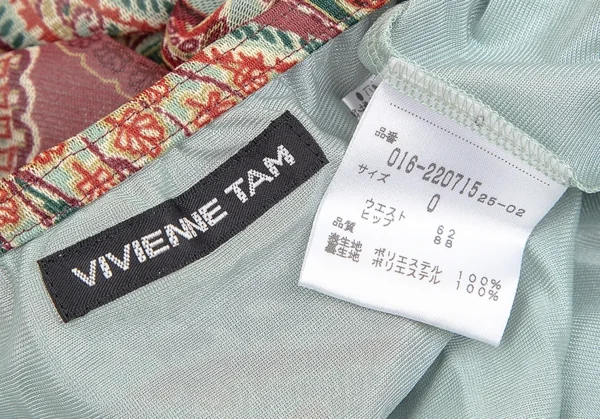 VIVIENNE TAM
品番
016-220715 25-02
サイズ
0
ウエスト 62
ヒップ 88
品質
表生地 ポリエステル 100%
裏生地 ポリエステル 100%